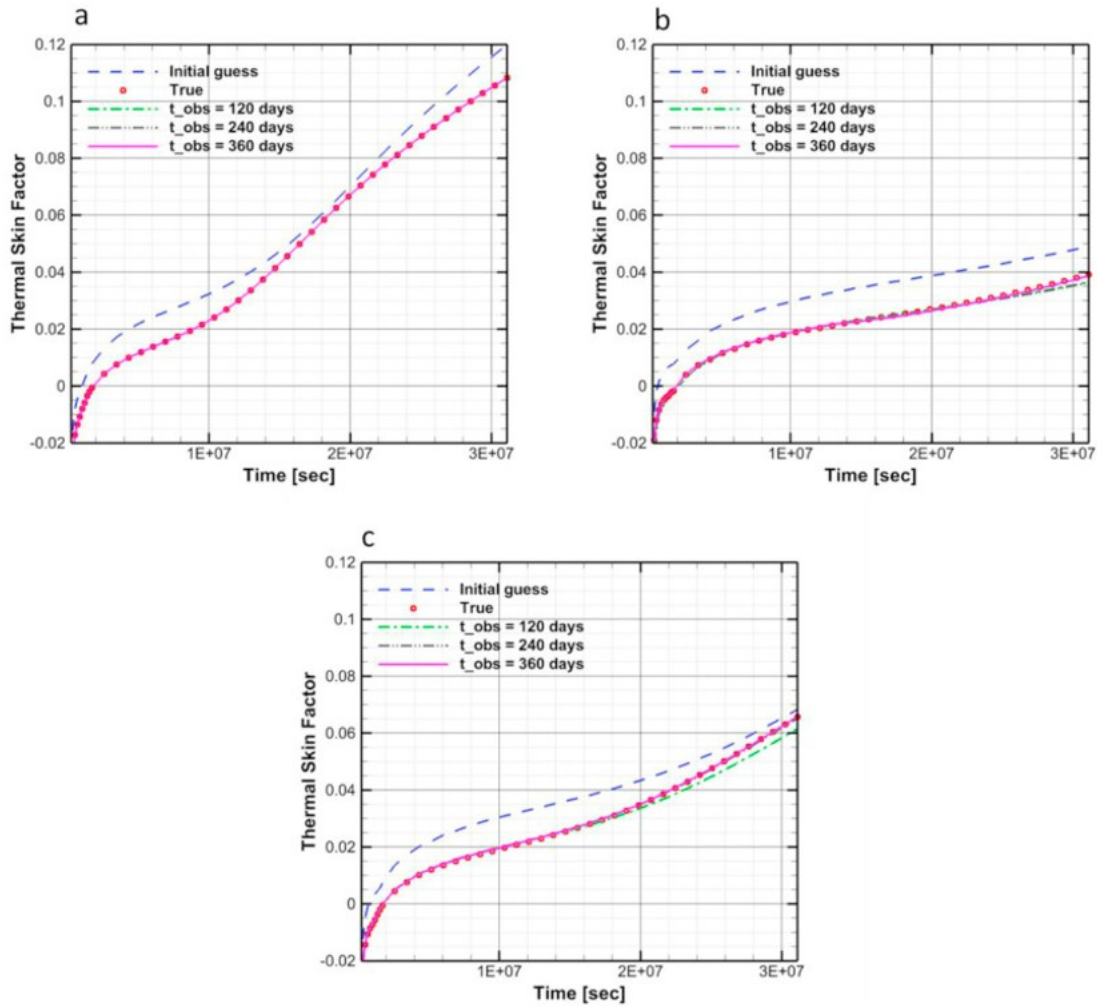 a
Thermal Skin Factor
0.12
0.1
0.08
0.06
0.04
0.02
0
-0.02
Initial guess
True
t_obs = 120 days
t_obs = 240 days
t_obs = 360 days
1E+07
2E+07
3E+07
Time [sec]
b
Thermal Skin Factor
0.12
0.1
0.08
0.06
0.04
0.02
0
-0.02
Initial guess
True
t_obs = 120 days
t_obs = 240 days
t_obs = 360 days
1E+07
2E+07
3E+07
Time [sec]
c
Thermal Skin Factor
0.12
0.1
0.08
0.06
0.04
0.02
0
-0.02
Initial guess
True
t_obs = 120 days
t_obs = 240 days
t_obs = 360 days
1E+07
2E+07
3E+07
Time [sec]